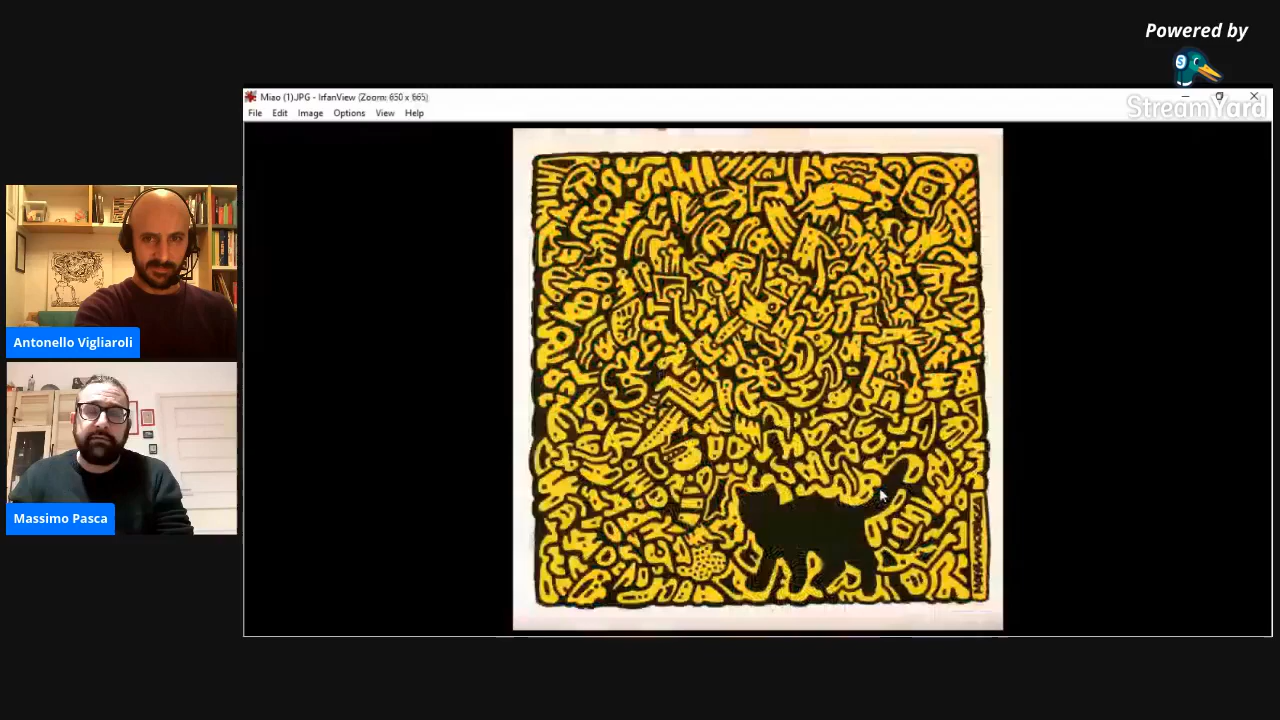 Powered by
StreamYard
Miao (1).JPG - IrfanView (Zoom: 650 x 665)
File Edit Image Options View Help
Antonello Vigliaroli
Massimo Pasca